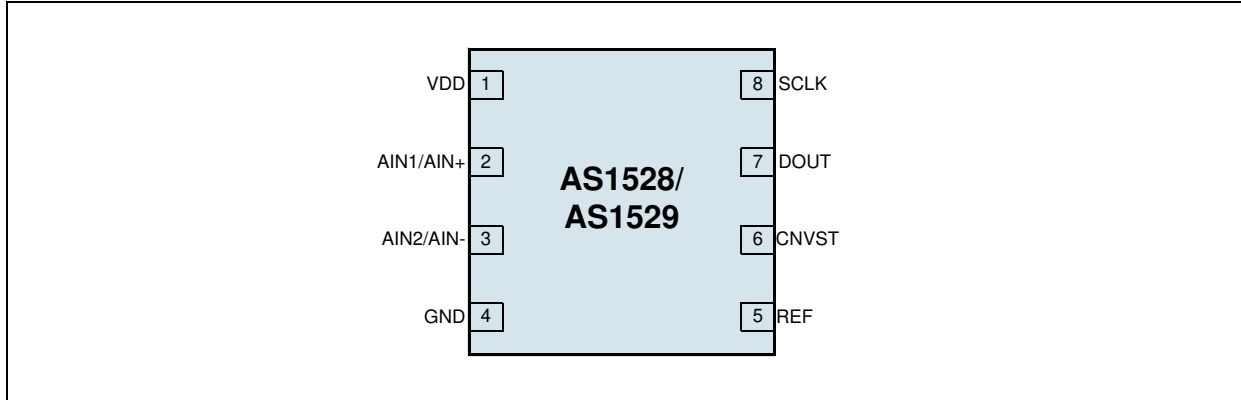 VDD 1 8 SCLK
AIN1/AIN+ 2 7 DOUT
AS1528/
AS1529
AIN2/AIN- 3 6 CNVST
GND 4 5 REF